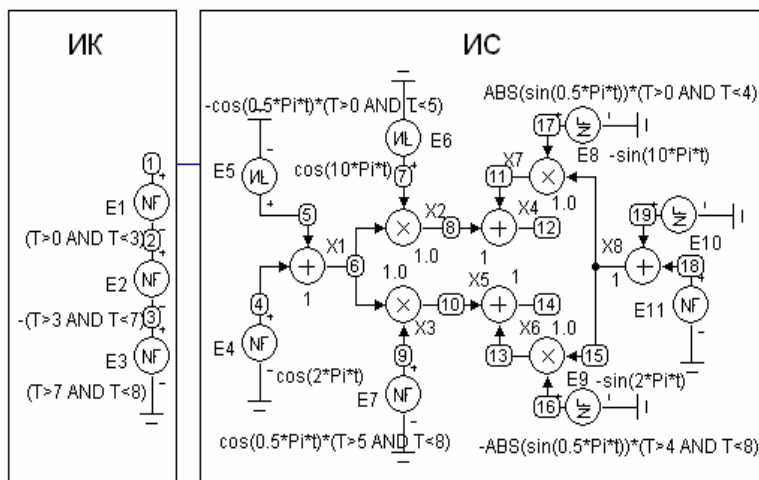 ИК
ИС
1
E1
NF
(T>0 AND T<3)
2
E2
NF
-(T>3 AND T<7)
3
E3
NF
(T>7 AND T<8)
-cos(0.5*Pi*t)*(T>0 AND T<5)
E5
E6
cos(10*Pi*t)
7
5
X1
6
1
4
E4
NF
cos(2*Pi*t)
X2
8
1.0
1.0
X3
10
9
E7
NF
cos(0.5*Pi*t)*(T>5 AND T<8)
ABS(sin(0.5*Pi*t))*(T>0 AND T<4)
17
NF
E8
-sin(10*Pi*t)
X7
11
1.0
X4
12
1
X5
1
14
X6
1.0
13
15
X8
1
19
NF
E10
18
E11
NF
E9
-sin(2*Pi*t)
16
NF
-ABS(sin(0.5*Pi*t))*(T>4 AND T<8)